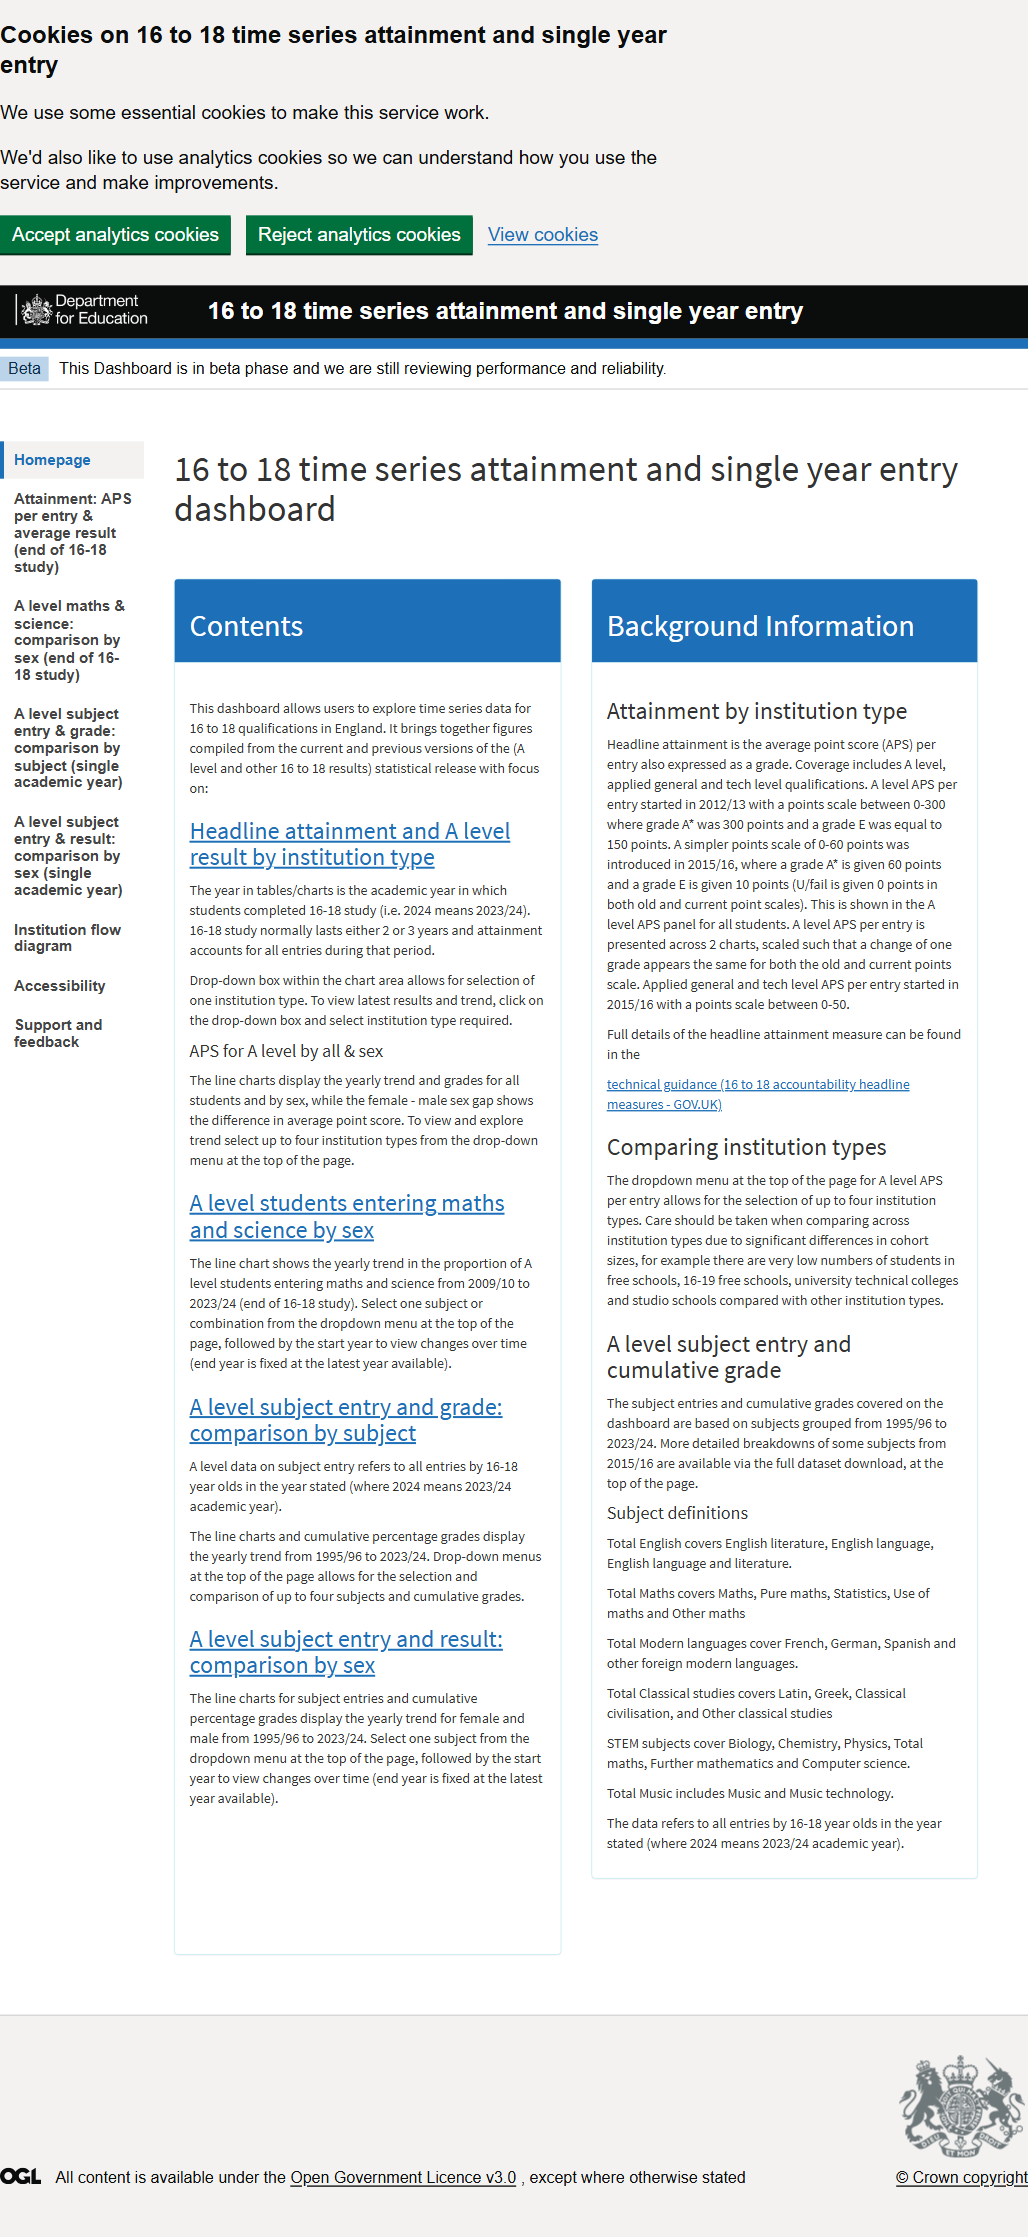 Cookies on 16 to 18 time series attainment and single year
entry
We use some essential cookies to make this service work.
We'd also like to use analytics cookies so we can understand how you use the
service and make improvements.
Accept analytics cookies
Reject analytics cookies
View cookies
Department
for Education
16 to 18 time series attainment and single year entry
Beta
This Dashboard is in beta phase and we are still reviewing performance and reliability.
Homepage
Attainment: APS
per entry &
average result
(end of 16-18
study)
A level maths &
science:
comparison by
sex (end of 16-
18 study)
A level subject
entry & grade:
comparison by
subject (single
academic year)
A level subject
entry & result:
comparison by
sex (single
academic year)
Institution flow
diagram
Accessibility
Support and
feedback
16 to 18 time series attainment and single year entry
dashboard
Contents
This dashboard allows users to explore time series data for
16 to 18 qualifications in England. It brings together figures
compiled from the current and previous versions of the (A
level and other 16 to 18 results) statistical release with focus
on:
Headline attainment and A level
result by institution type
The year in tables/charts is the academic year in which
students completed 16-18 study (i.e. 2024 means 2023/24).
16-18 study normally lasts either 2 or 3 years and attainment
accounts for all entries during that period.
Drop-down box within the chart area allows for selection of
one institution type. To view latest results and trend, click on
the drop-down box and select institution type required.
APS for A level by all & sex
The line charts display the yearly trend and grades for all
students and by sex, while the female - male sex gap shows
the difference in average point score. To view and explore
trend select up to four institution types from the drop-down
menu at the top of the page.
A level students entering maths
and science by sex
The line chart shows the yearly trend in the proportion of A
level students entering maths and science from 2009/10 to
2023/24 (end of 16-18 study). Select one subject or
combination from the dropdown menu at the top of the
page, followed by the start year to view changes over time
(end year is fixed at the latest year available).
A level subject entry and grade:
comparison by subject
A level data on subject entry refers to all entries by 16-18
year olds in the year stated (where 2024 means 2023/24
academic year).
The line charts and cumulative percentage grades display
the yearly trend from 1995/96 to 2023/24. Drop-down menus
at the top of the page allows for the selection and
comparison of up to four subjects and cumulative grades.
A level subject entry and result:
comparison by sex
The line charts for subject entries and cumulative
percentage grades display the yearly trend for female and
male from 1995/96 to 2023/24. Select one subject from the
dropdown menu at the top of the page, followed by the start
year to view changes over time (end year is fixed at the latest
year available).
Background Information
Attainment by institution type
Headline attainment is the average point score (APS) per
entry also expressed as a grade. Coverage includes A level,
applied general and tech level qualifications. A level APS per
entry started in 2012/13 with a points scale between 0-300
where grade A* was 300 points and a grade E was equal to
150 points. A simpler points scale of 0-60 points was
introduced in 2015/16, where a grade A* is given 60 points
and a grade E is given 10 points (U/fail is given 0 points in
both old and current point scales). This is shown in the A
level APS panel for all students. A level APS per entry is
presented across 2 charts, scaled such that a change of one
grade appears the same for both the old and current points
scale. Applied general and tech level APS per entry started in
2015/16 with a points scale between 0-50.
Full details of the headline attainment measure can be found
in the
technical guidance (16 to 18 accountability headline
measures - GOV.UK)
Comparing institution types
The dropdown menu at the top of the page for A level APS
per entry allows for the selection of up to four institution
types. Care should be taken when comparing across
institution types due to significant differences in cohort
sizes, for example there are very low numbers of students in
free schools, 16-19 free schools, university technical colleges
and studio schools compared with other institution types.
A level subject entry and
cumulative grade
The subject entries and cumulative grades covered on the
dashboard are based on subjects grouped from 1995/96 to
2023/24. More detailed breakdowns of some subjects from
2015/16 are available via the full dataset download, at the
top of the page.
Subject definitions
Total English covers English literature, English language,
English language and literature.
Total Maths covers Maths, Pure maths, Statistics, Use of
maths and Other maths
Total Modern languages cover French, German, Spanish and
other foreign modern languages.
Total Classical studies covers Latin, Greek, Classical
civilisation, and Other classical studies
STEM subjects cover Biology, Chemistry, Physics, Total
maths, Further mathematics and Computer science.
Total Music includes Music and Music technology.
The data refers to all entries by 16-18 year olds in the year
stated (where 2024 means 2023/24 academic year).
OGL All content is available under the Open Government Licence v3.0 , except where otherwise stated
© Crown copyright